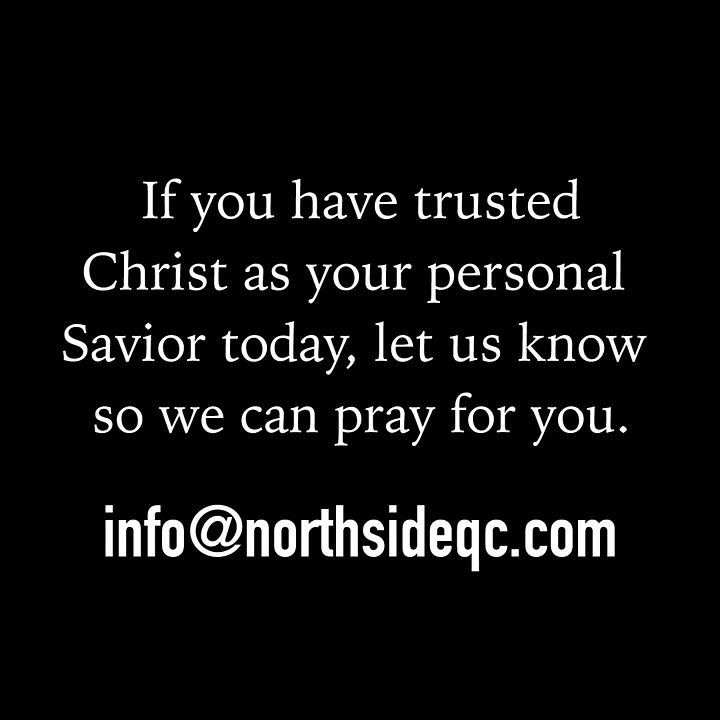 If you have trusted
Christ as your personal
Savior today, let us know
so we can pray for you.
info@northsideqc.com